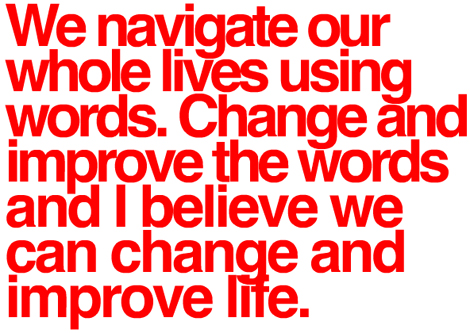 We navigate our
whole lives using
words. Change and
improve the words
and I believe we
can change and
improve life.